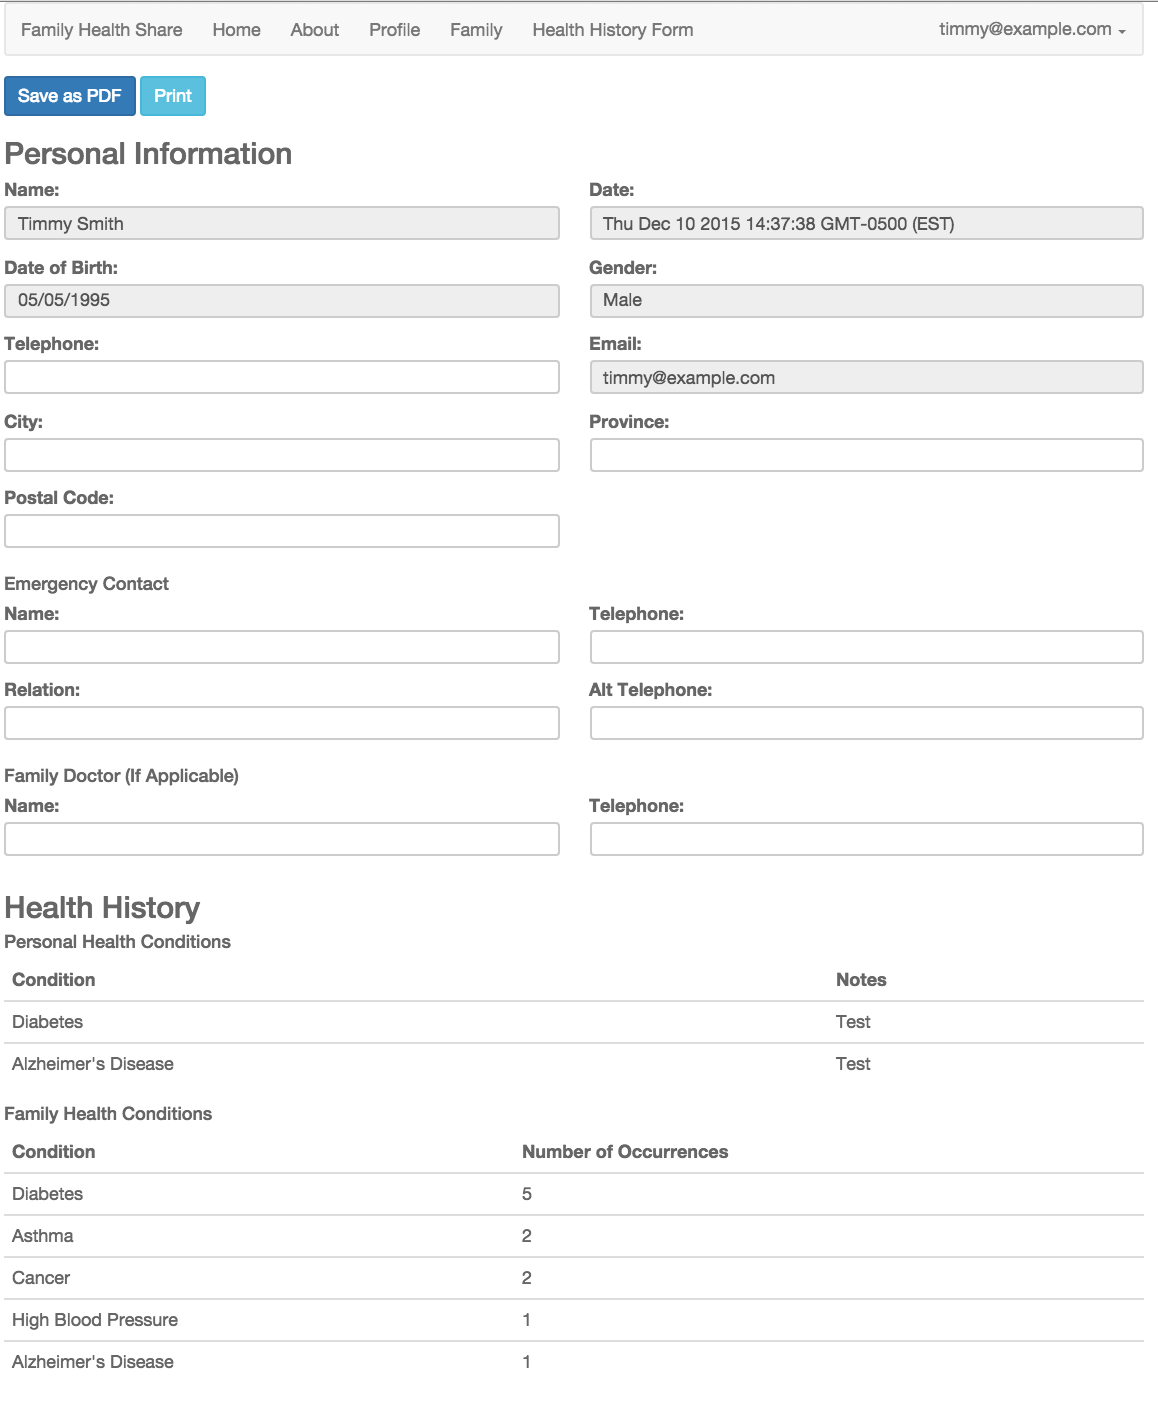 Family Health Share Home About Profile Family Health History Form timmy@example.com
Save as PDF Print
Personal Information
Name: Date:
Timmy Smith Thu Dec 10 2015 14:37:38 GMT-0500 (EST)
Date of Birth: Gender:
05/05/1995 Male
Telephone: Email:
timmy@example.com
City: Province:
Postal Code:
Emergency Contact
Name: Telephone:
Relation: Alt Telephone:
Family Doctor (If Applicable)
Name: Telephone:
Health History
Personal Health Conditions
Condition Notes
Diabetes Test
Alzheimer's Disease Test
Family Health Conditions
Condition Number of Occurrences
Diabetes 5
Asthma 2
Cancer 2
High Blood Pressure 1
Alzheimer's Disease 1